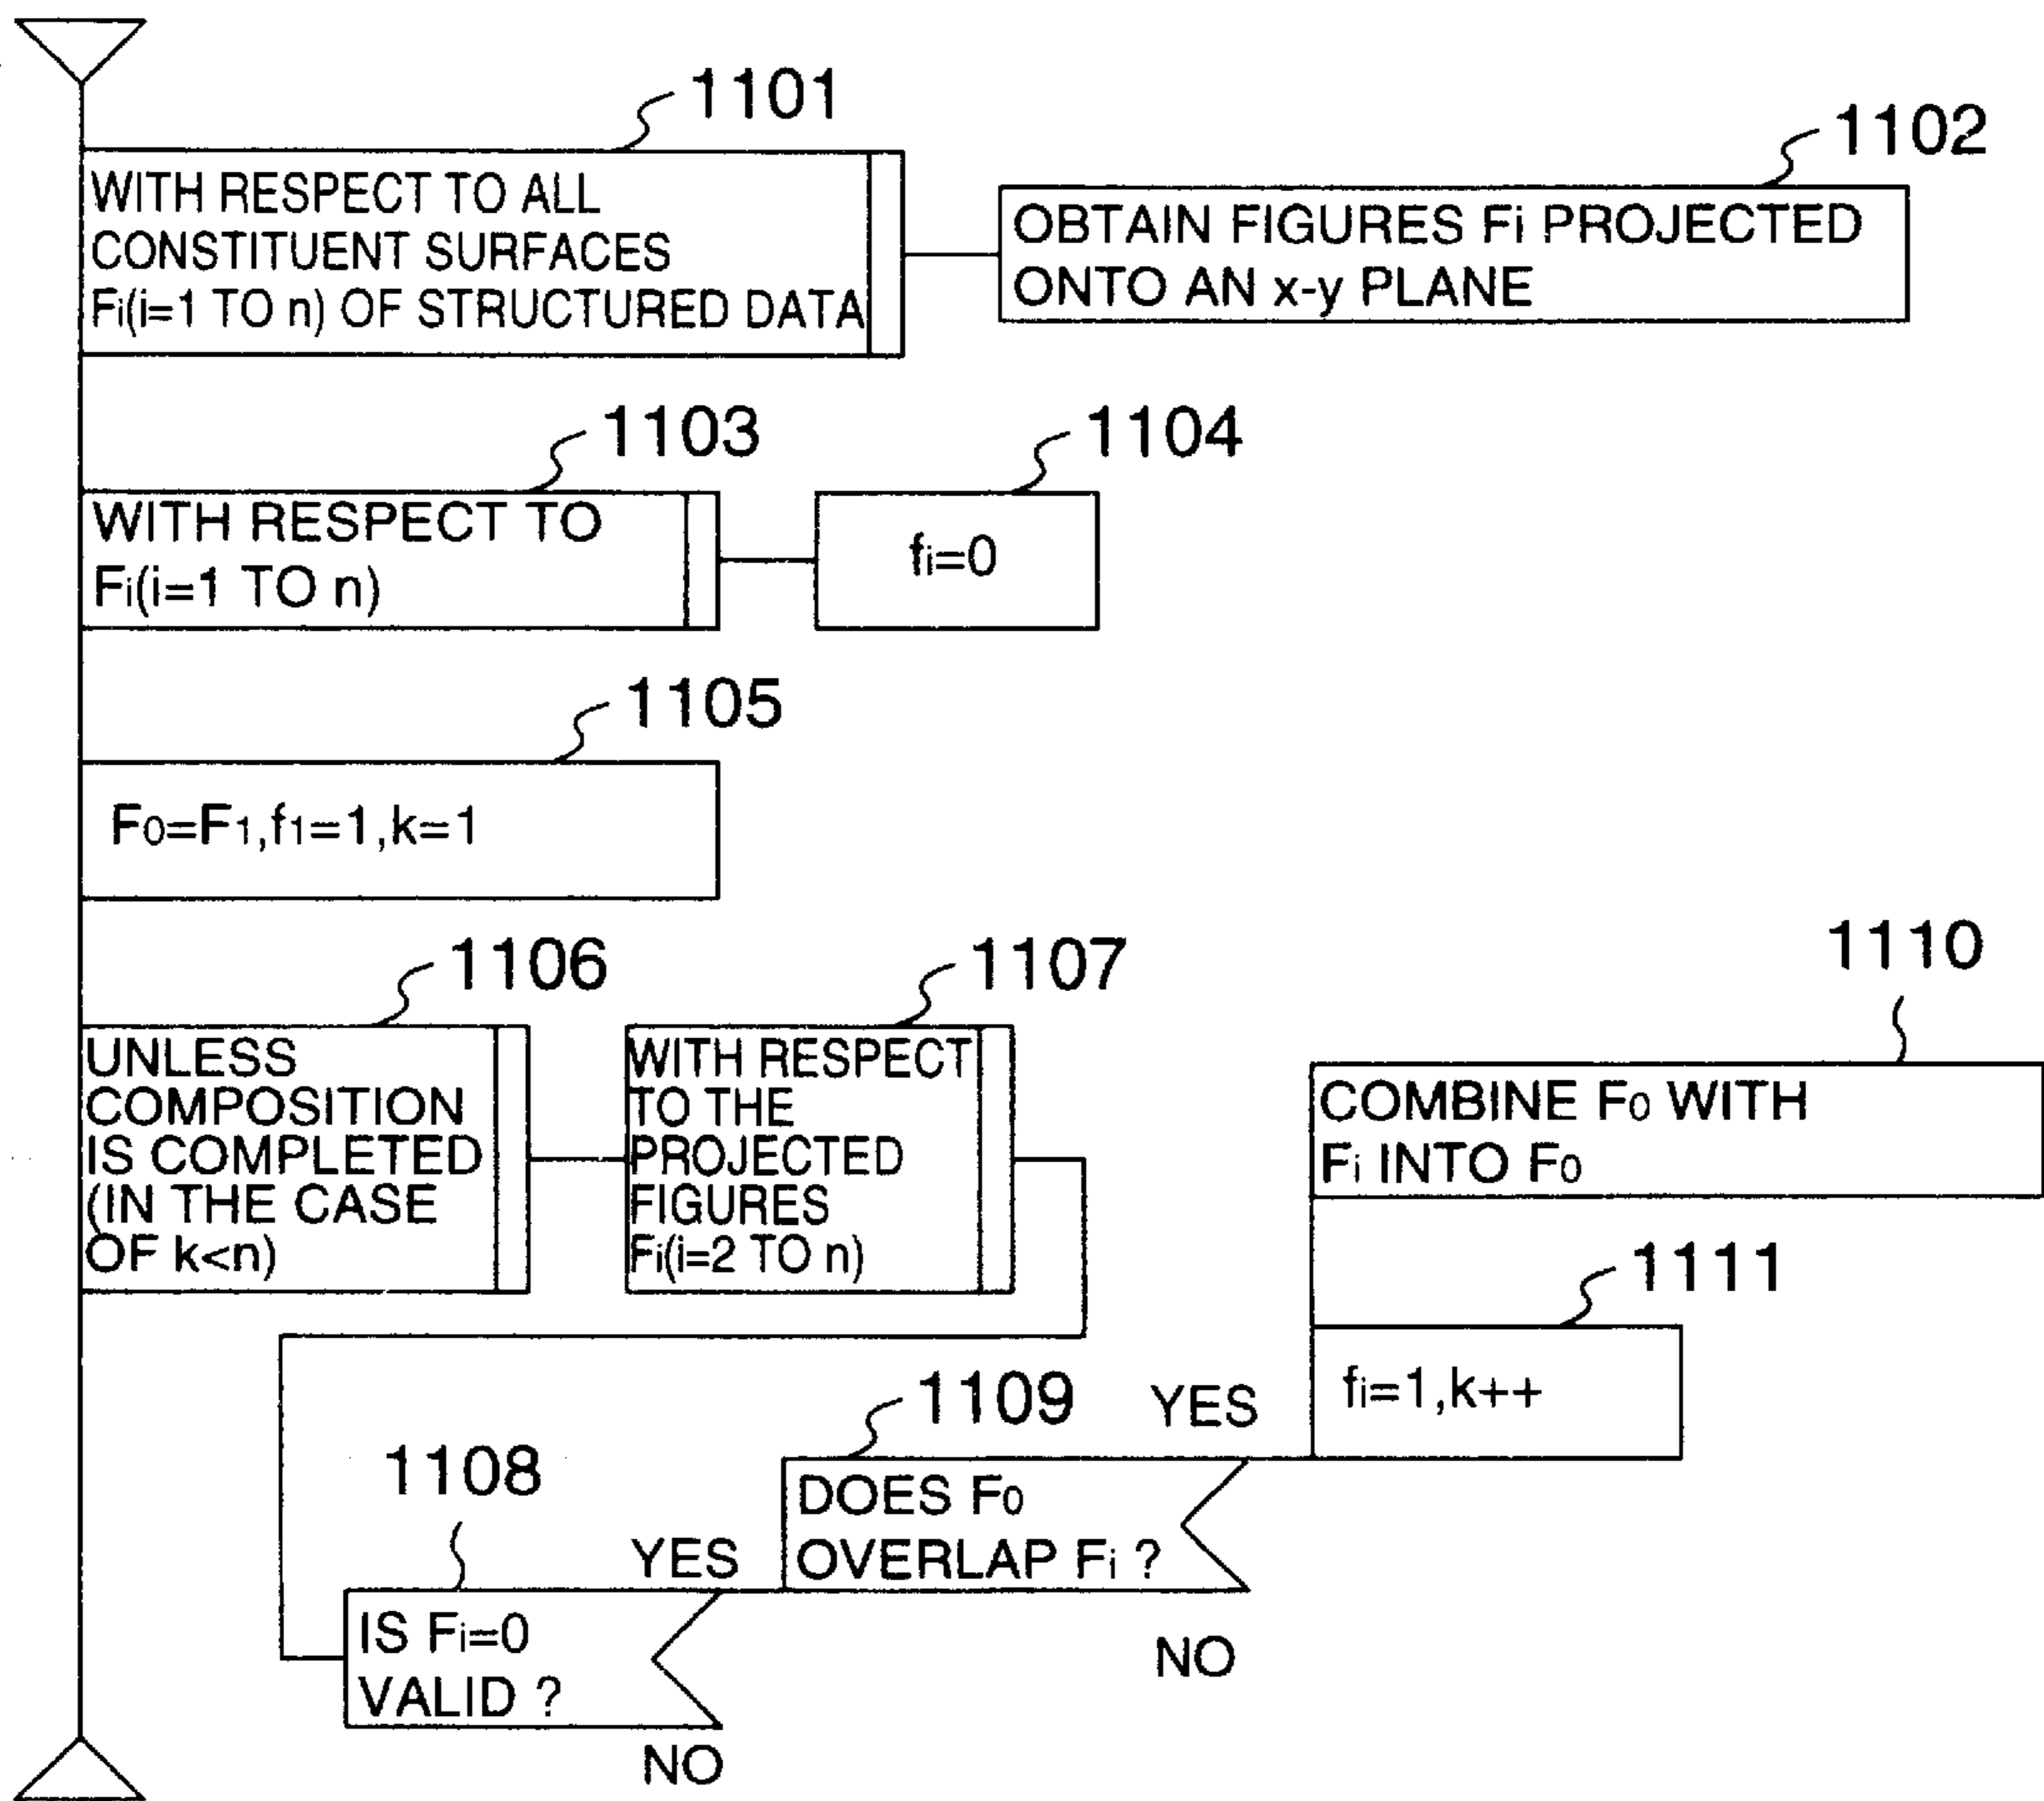 1101
WITH RESPECT TO ALL
CONSTITUENT SURFACES
Fi(i=1 TO n) OF STRUCTURED DATA
1102
OBTAIN FIGURES Fi PROJECTED
ONTO AN x-y PLANE
1103
WITH RESPECT TO
Fi(i=1 TO n)
1104
fi=0
1105
F0=F1,f1=1,k=1
1106
UNLESS
COMPOSITION
IS COMPLETED
(IN THE CASE
OF k<n)
1107
WITH RESPECT
TO THE
PROJECTED
FIGURES
Fi(i=2 TO n)
1108
IS Fi=0
VALID ?
YES
NO
1109
DOES F0
OVERLAP Fi ?
YES
NO
1110
COMBINE F0 WITH
Fi INTO F0
1111
fi=1,k++